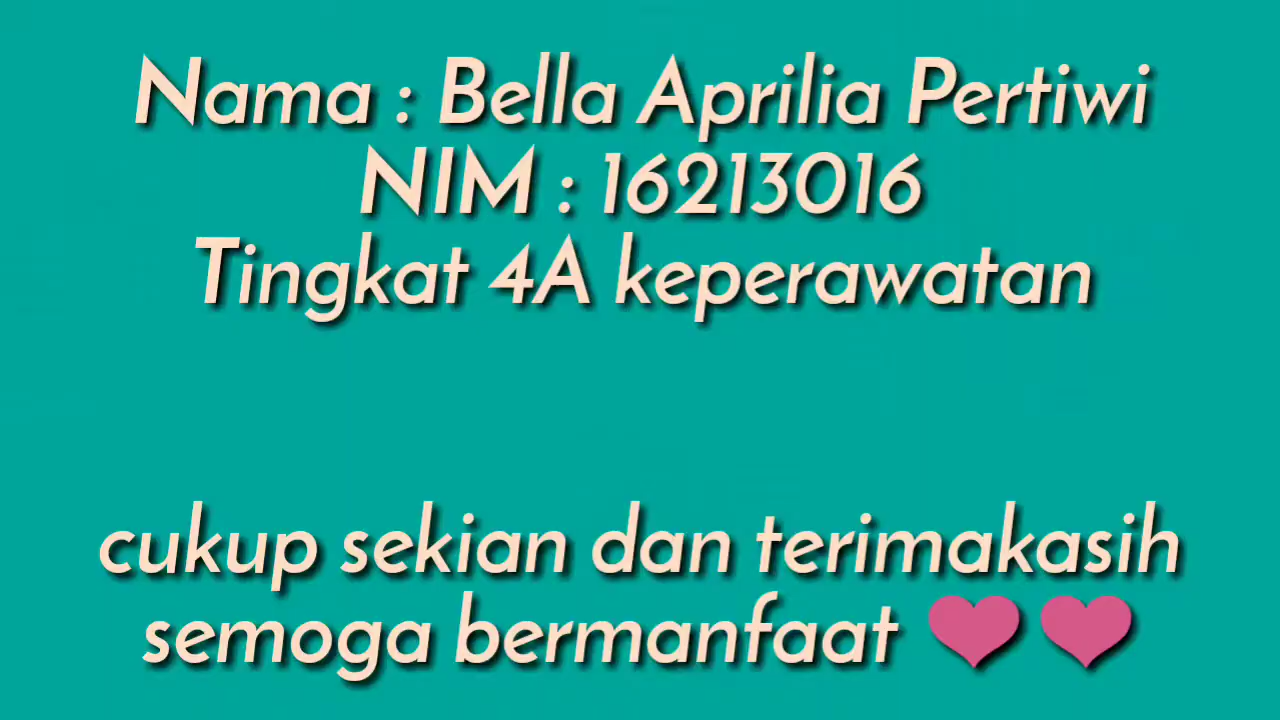 Nama : Bella Aprilia Pertiwi
NIM : 16213016
Tingkat 4A keperawatan
cukup sekian dan terimakasih
semoga bermanfaat ❤❤